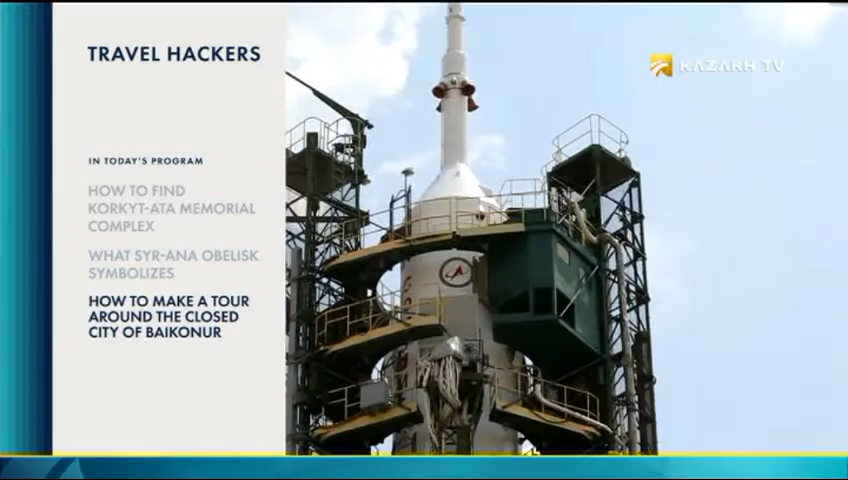 TRAVEL HACKERS
KAZAKH TV
IN TODAY'S PROGRAM
HOW TO FIND
KORKYT-ATA MEMORIAL
COMPLEX
WHAT SYR-ANA OBELISK
SYMBOLIZES
HOW TO MAKE A TOUR
AROUND THE CLOSED
CITY OF BAIKONUR